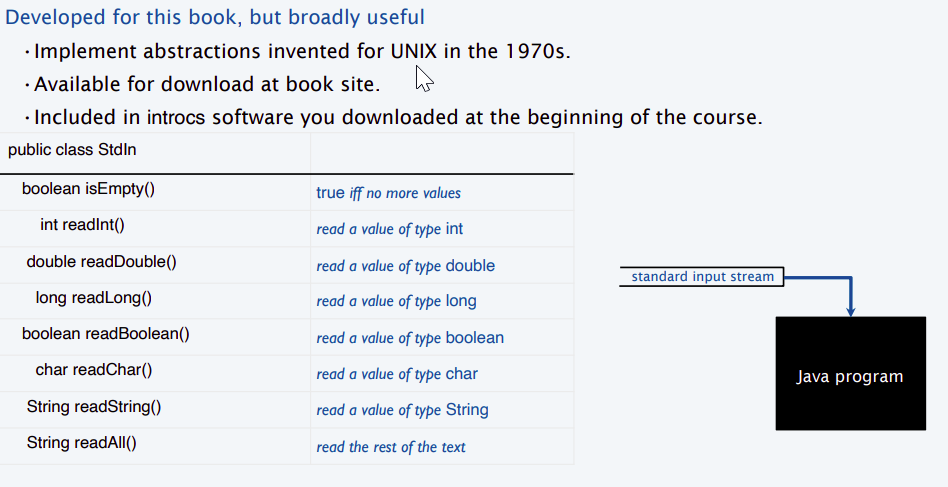 Developed for this book, but broadly useful
• Implement abstractions invented for UNIX in the 1970s.
• Available for download at book site.
• Included in introcs software you downloaded at the beginning of the course.
public class StdIn
boolean isEmpty() true iff no more values
int readInt() read a value of type int
double readDouble() read a value of type double
long readLong() read a value of type long
boolean readBoolean() read a value of type boolean
char readChar() read a value of type char
String readString() read a value of type String
String readAll() read the rest of the text
standard input stream
Java program